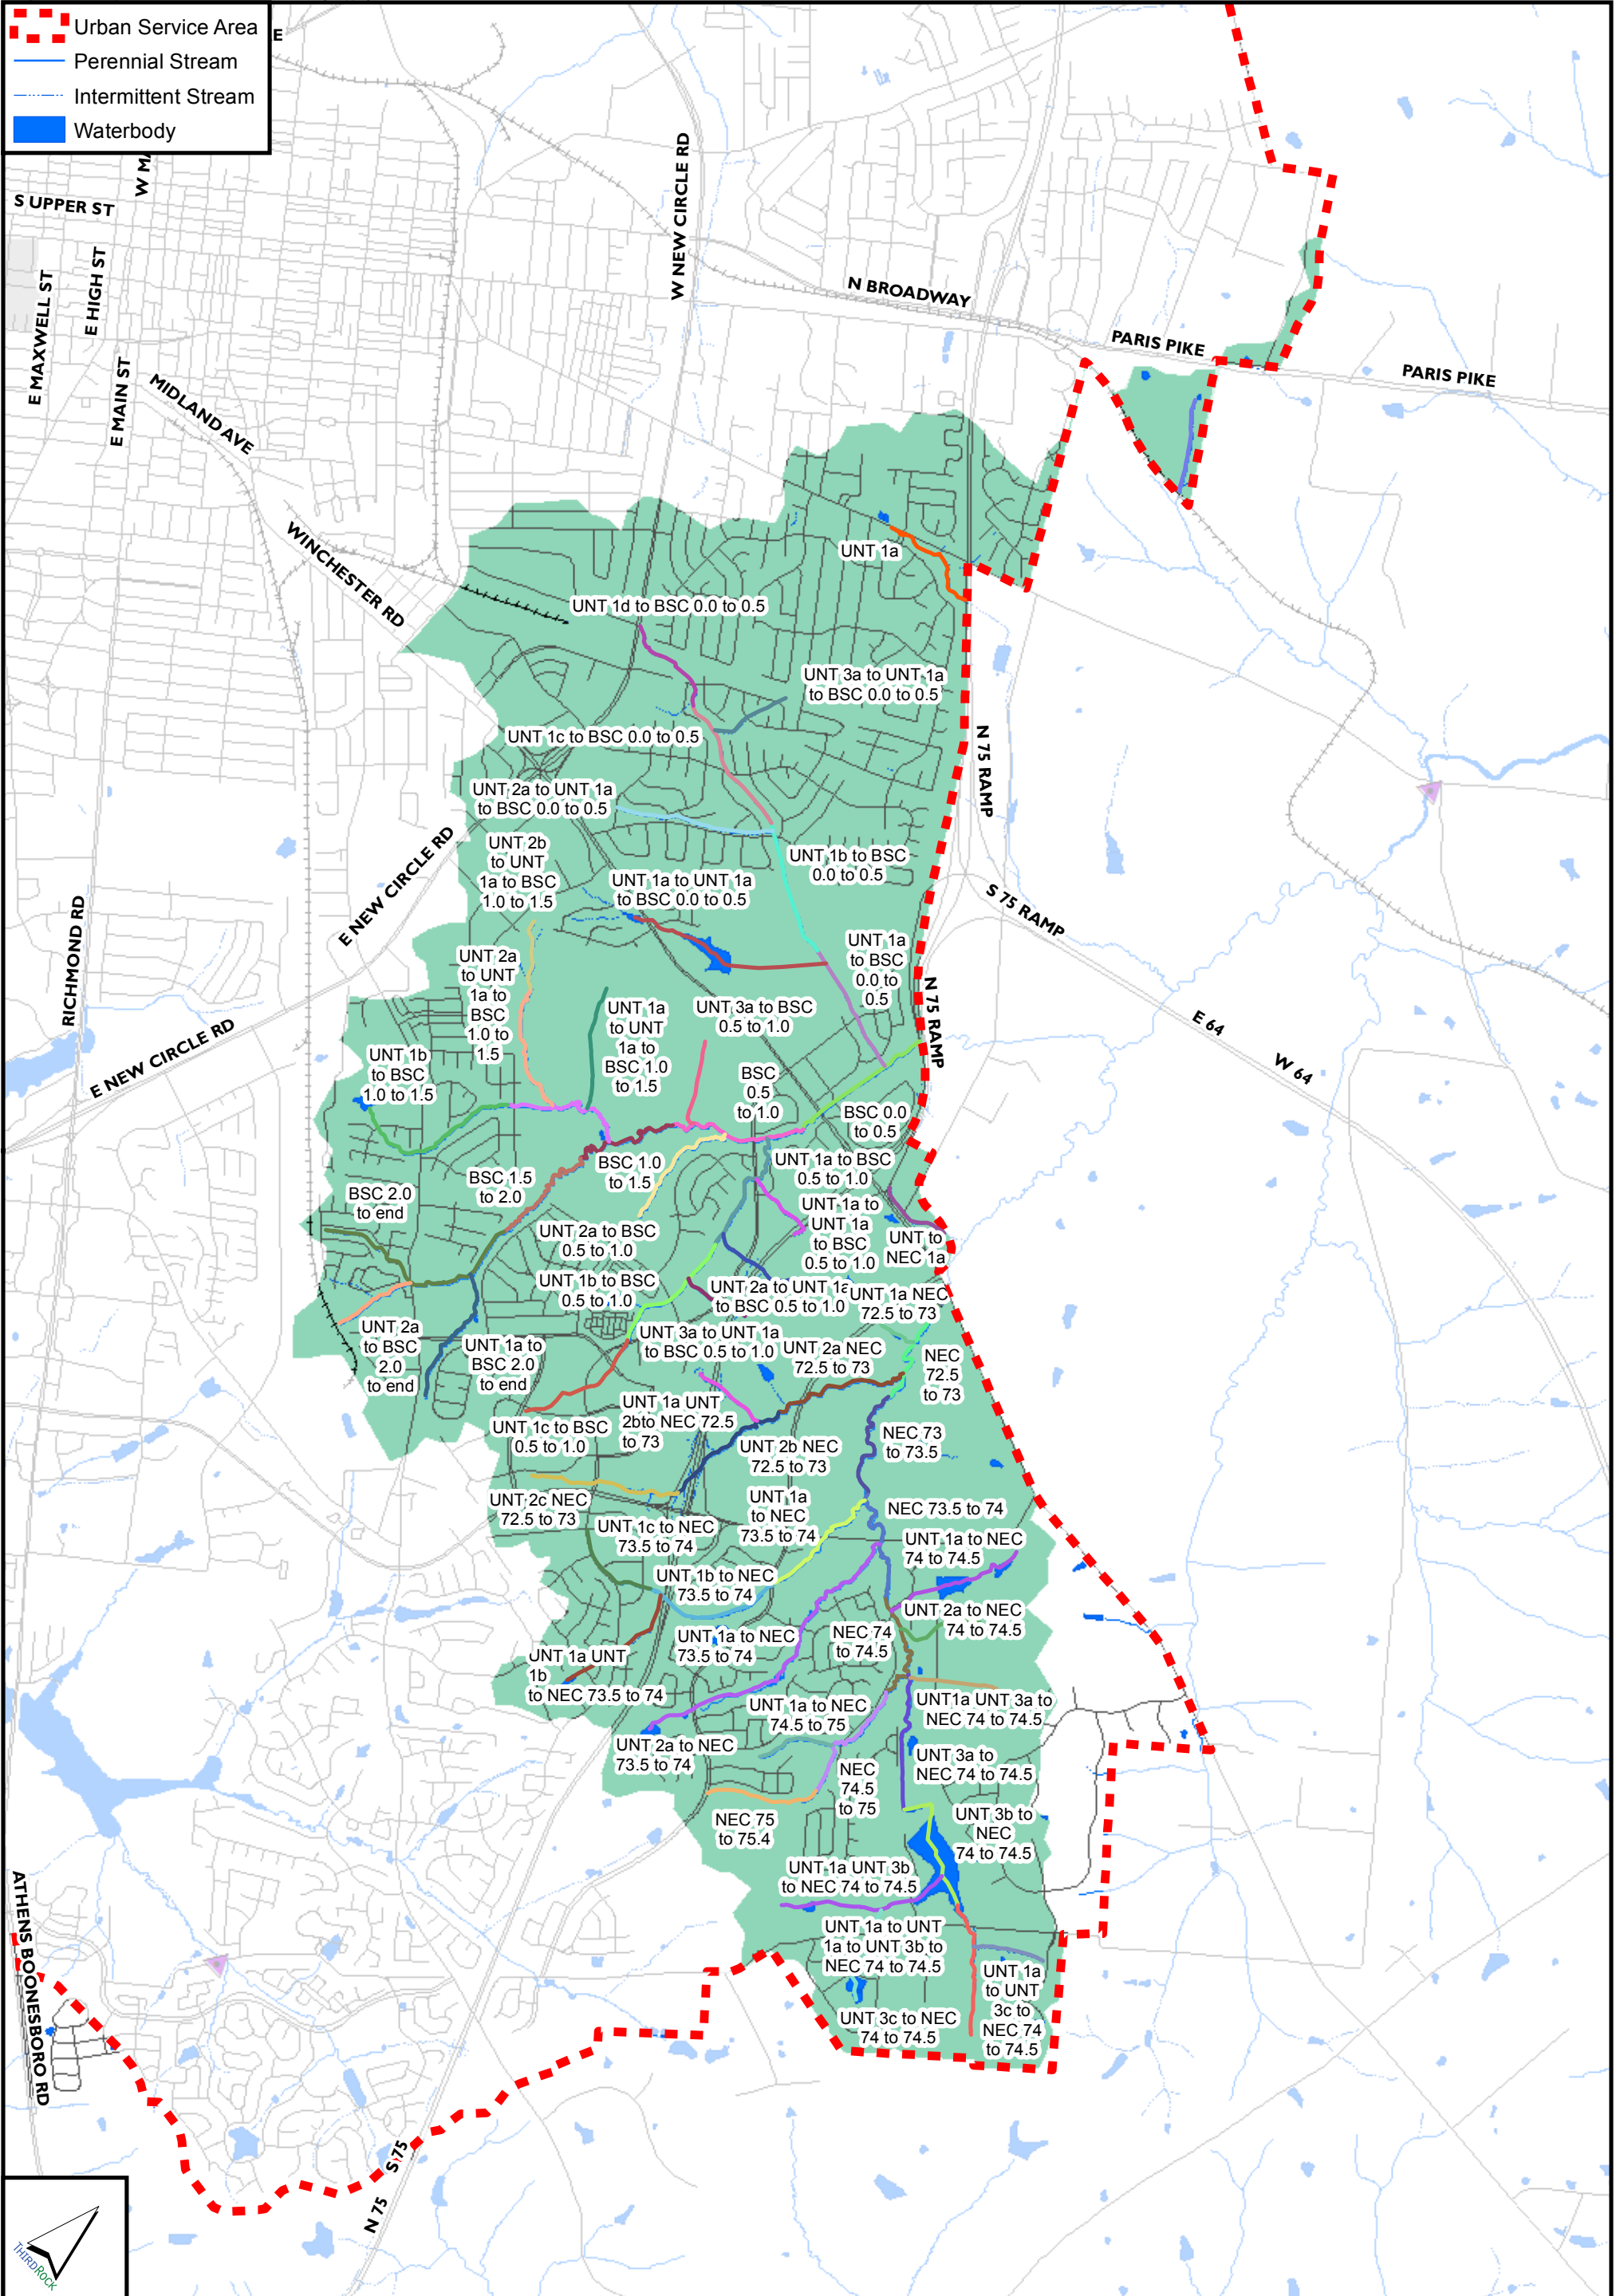 Urban Service Area
Perennial Stream
Intermittent Stream
Waterbody
E
W MA
S UPPER ST
E HIGH ST
E MAXWELL ST
E MAIN ST
MIDLAND AVE
W NEW CIRCLE RD
N BROADWAY
PARIS PIKE
PARIS PIKE
WINCHESTER RD
UNT 1a
UNT 1d to BSC 0.0 to 0.5
UNT 3a to UNT 1a
to BSC 0.0 to 0.5
UNT 1c to BSC 0.0 to 0.5
N 75 RAMP
UNT 2a to UNT 1a
to BSC 0.0 to 0.5
E NEW CIRCLE RD
UNT 2b
to UNT
1a to BSC
1.0 to 1.5
UNT 1b to BSC
0.0 to 0.5
UNT 1a to UNT 1a
to BSC 0.0 to 0.5
S 75 RAMP
RICHMOND RD
UNT 2a
to UNT
1a to
BSC
1.0 to
1.5
UNT 1a
to BSC
0.0 to
0.5
N 75 RAMP
UNT 1a
to UNT
1a to
BSC 1.0
to 1.5
UNT 3a to BSC
0.5 to 1.0
E 64
W 64
E NEW CIRCLE RD
UNT 1b
to BSC
1.0 to 1.5
BSC
0.5
to 1.0
BSC 0.0
to 0.5
BSC 1.0
to 1.5
UNT 1a to BSC
0.5 to 1.0
BSC 1.5
to 2.0
BSC 2.0
to end
UNT 1a to
UNT 1a
to BSC
0.5 to 1.0
UNT to
NEC 1a
UNT 2a to BSC
0.5 to 1.0
UNT 1b to BSC
0.5 to 1.0
UNT 2a to UNT 1a
to BSC 0.5 to 1.0
UNT 1a NEC
72.5 to 73
UNT 2a
to BSC
2.0
to end
UNT 1a to
BSC 2.0
to end
UNT 3a to UNT 1a
to BSC 0.5 to 1.0
UNT 2a NEC
72.5 to 73
NEC
72.5
to 73
UNT 1c to BSC
0.5 to 1.0
UNT 1a UNT
2bto NEC 72.5
to 73
UNT 2b NEC
72.5 to 73
NEC 73
to 73.5
UNT 2c NEC
72.5 to 73
UNT 1a
to NEC
73.5 to 74
NEC 73.5 to 74
UNT 1c to NEC
73.5 to 74
UNT 1a to NEC
74 to 74.5
UNT 1b to NEC
73.5 to 74
UNT 2a to NEC
74 to 74.5
UNT 1a to NEC
73.5 to 74
NEC 74
to 74.5
UNT 1a UNT
1b
to NEC 73.5 to 74
UNT1a UNT 3a to
NEC 74 to 74.5
UNT 1a to NEC
74.5 to 75
UNT 2a to NEC
73.5 to 74
UNT 3a to
NEC 74 to 74.5
NEC
74.5
to 75
NEC 75
to 75.4
UNT 3b to
NEC
74 to 74.5
UNT 1a UNT 3b
to NEC 74 to 74.5
UNT 1a to UNT
1a to UNT 3b to
NEC 74 to 74.5
UNT 1a
to UNT
3c to
NEC 74
to 74.5
UNT 3c to NEC
74 to 74.5
ATHENS BOONESBORO RD
S 75
N 75
THIRDROCK